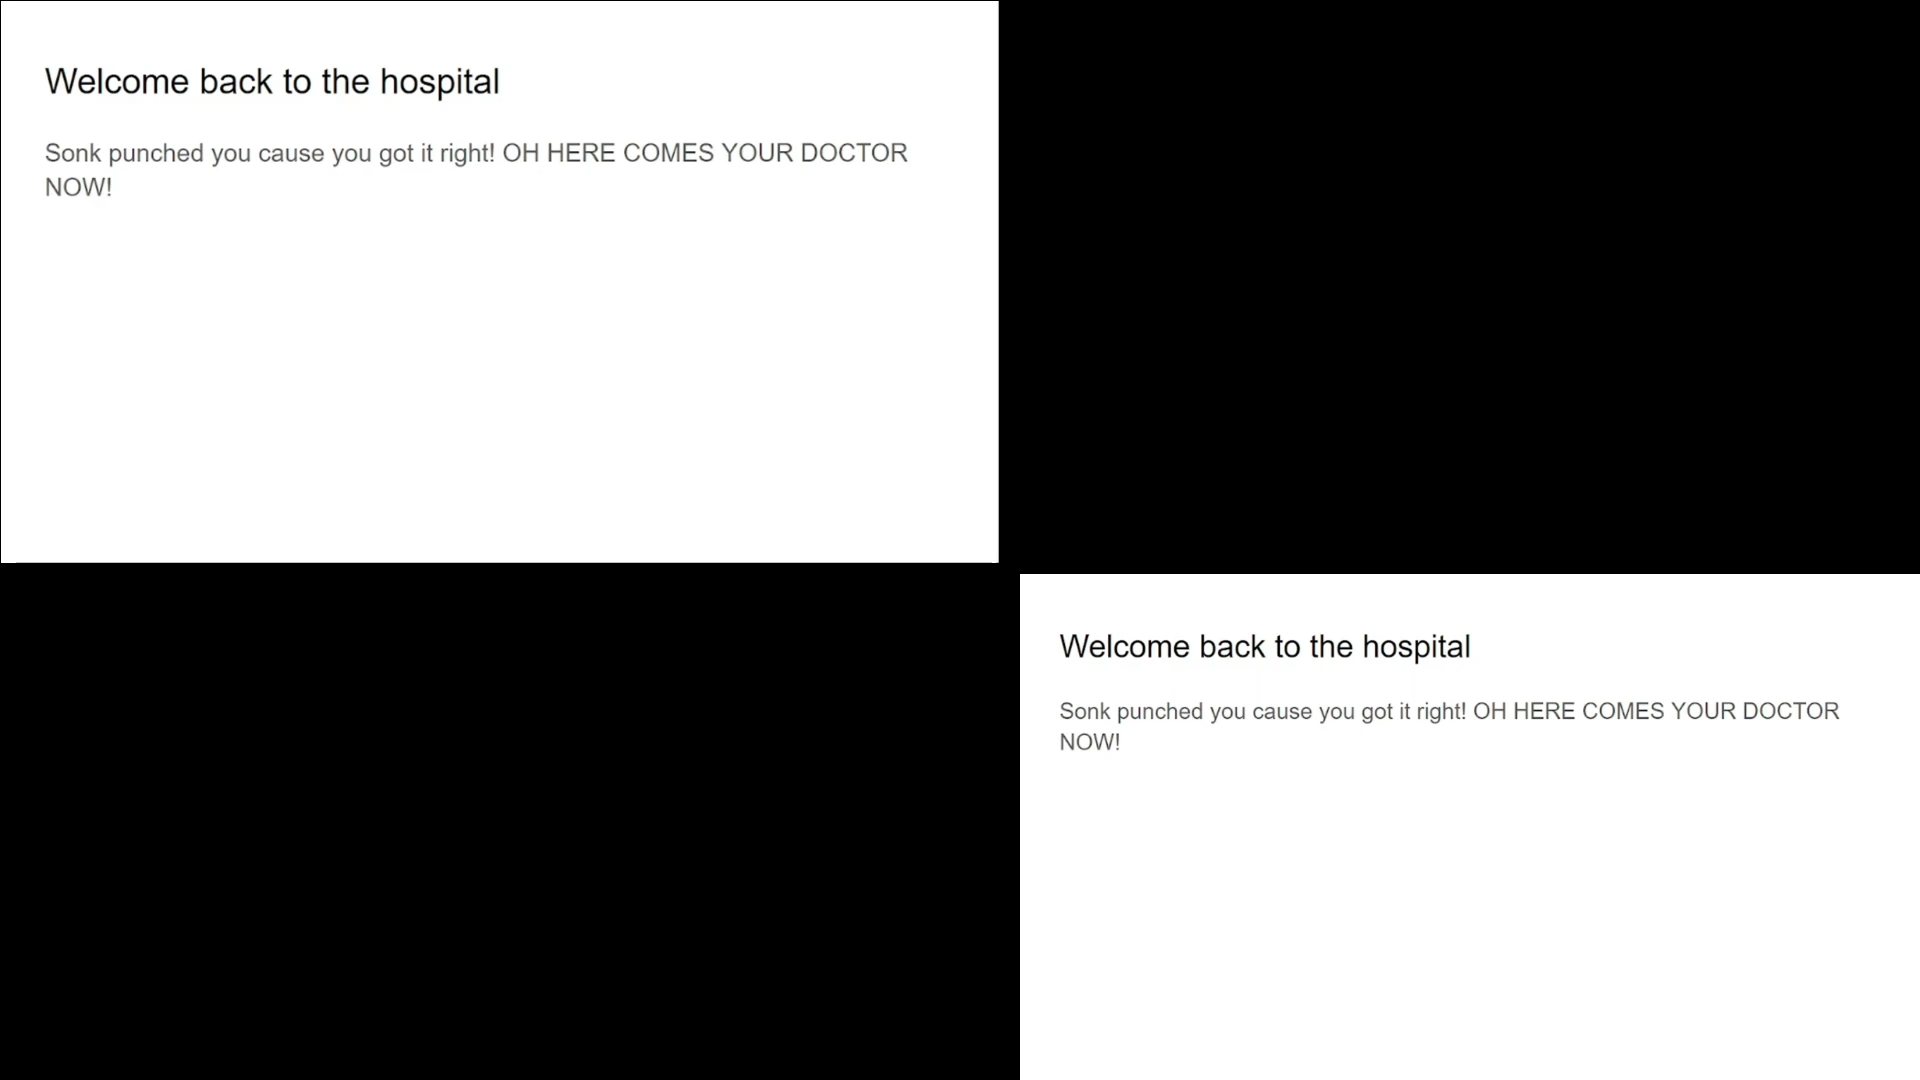 Welcome back to the hospital
Sonk punched you cause you got it right! OH HERE COMES YOUR DOCTOR
NOW!
Welcome back to the hospital
Sonk punched you cause you got it right! OH HERE COMES YOUR DOCTOR
NOW!